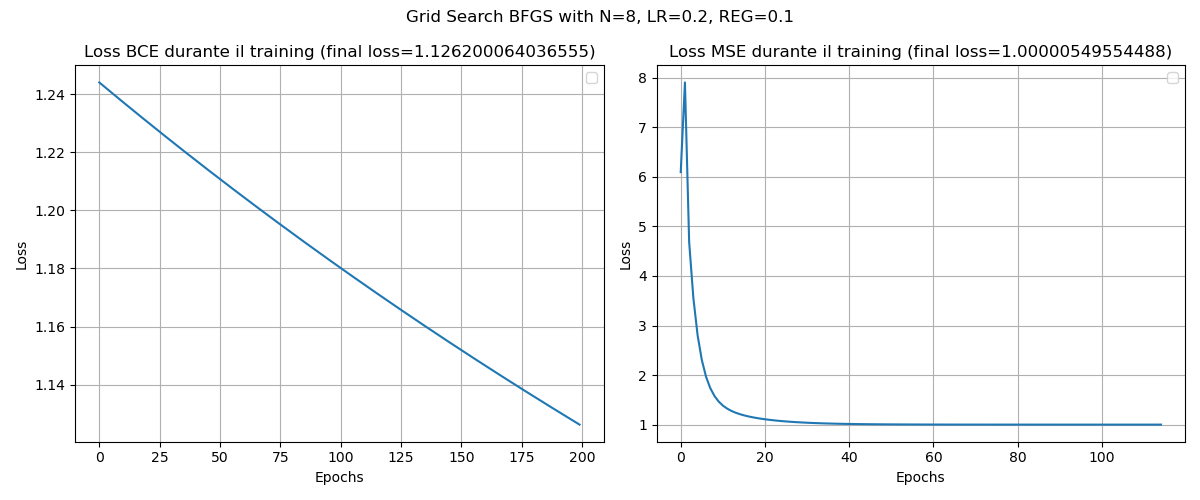 Grid Search BFGS with N=8, LR=0.2, REG=0.1
Loss BCE durante il training (final loss=1.126200064036555)
1.24
1.22
1.20
1.18
1.16
1.14
Loss
0 25 50 75 100 125 150 175 200
Epochs
Loss MSE durante il training (final loss=1.00000549554488)
8
7
6
5
4
3
2
1
Loss
0 20 40 60 80 100
Epochs